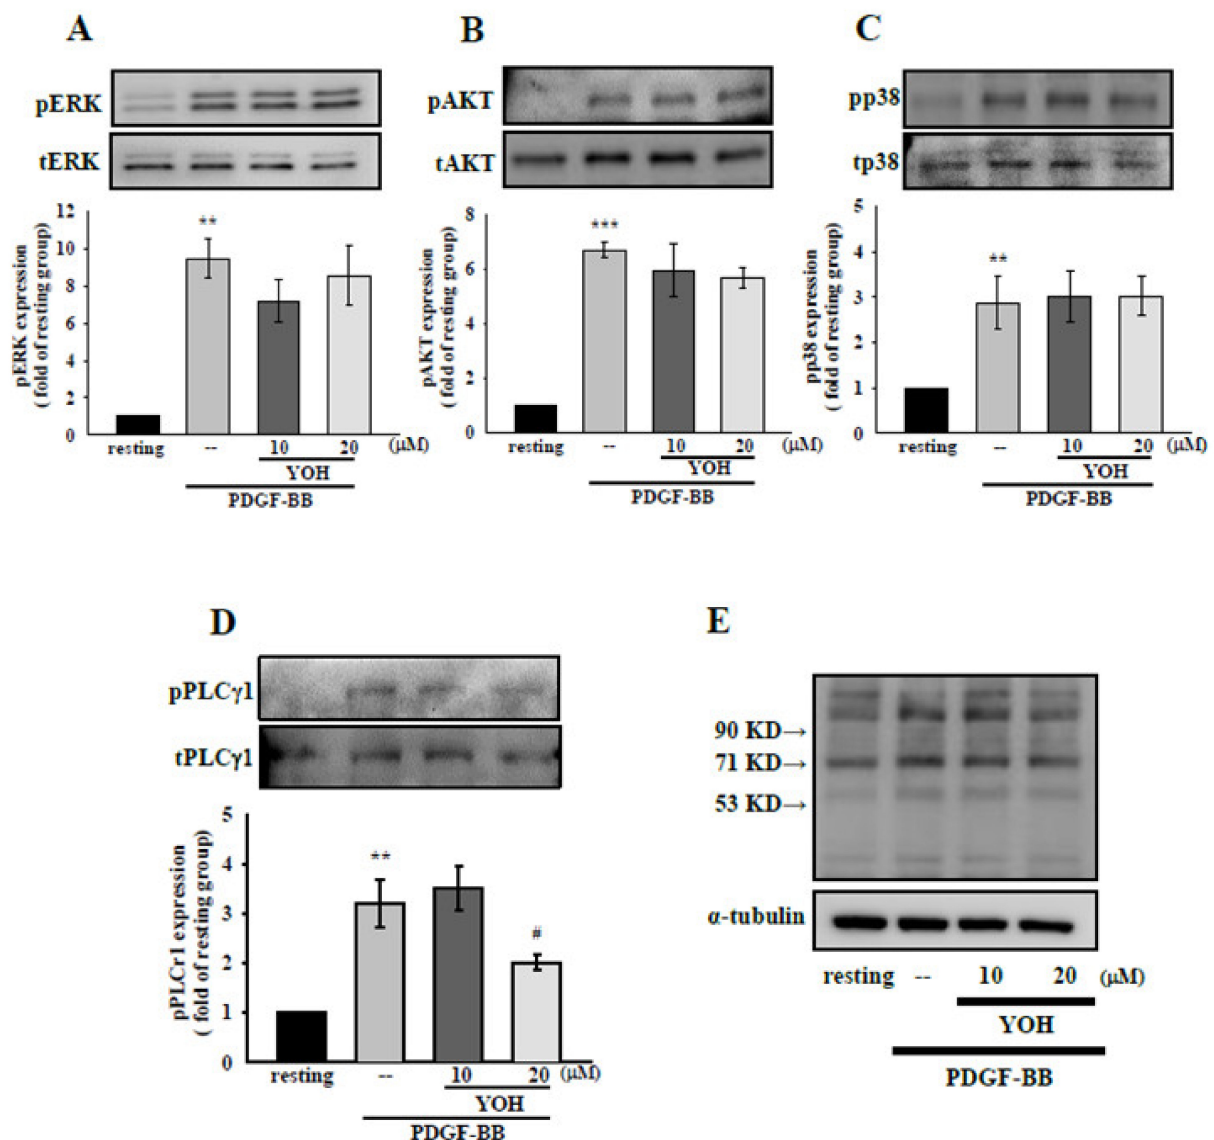 A
pERK
tERK
12
10
8
6
4
2
0
pERK expression
( fold of resting group)
**
resting -- 10 20 (μM)
YOH
PDGF-BB
B
pAKT
tAKT
8
6
4
2
0
pAKT expression
(fold of resting group)
***
resting -- 10 20 (μM)
YOH
PDGF-BB
C
pp38
tp38
5
4
3
2
1
0
pp38 expression
( fold of resting group)
**
resting -- 10 20 (μM)
YOH
PDGF-BB
D
pPLCγ1
tPLCγ1
5
4
3
2
1
0
pPLCr1 expression
( fold of resting group)
**
#
resting -- 10 20 (μM)
YOH
PDGF-BB
E
90 KD→
71 KD→
53 KD→
α-tubulin
resting -- 10 20 (μM)
YOH
PDGF-BB